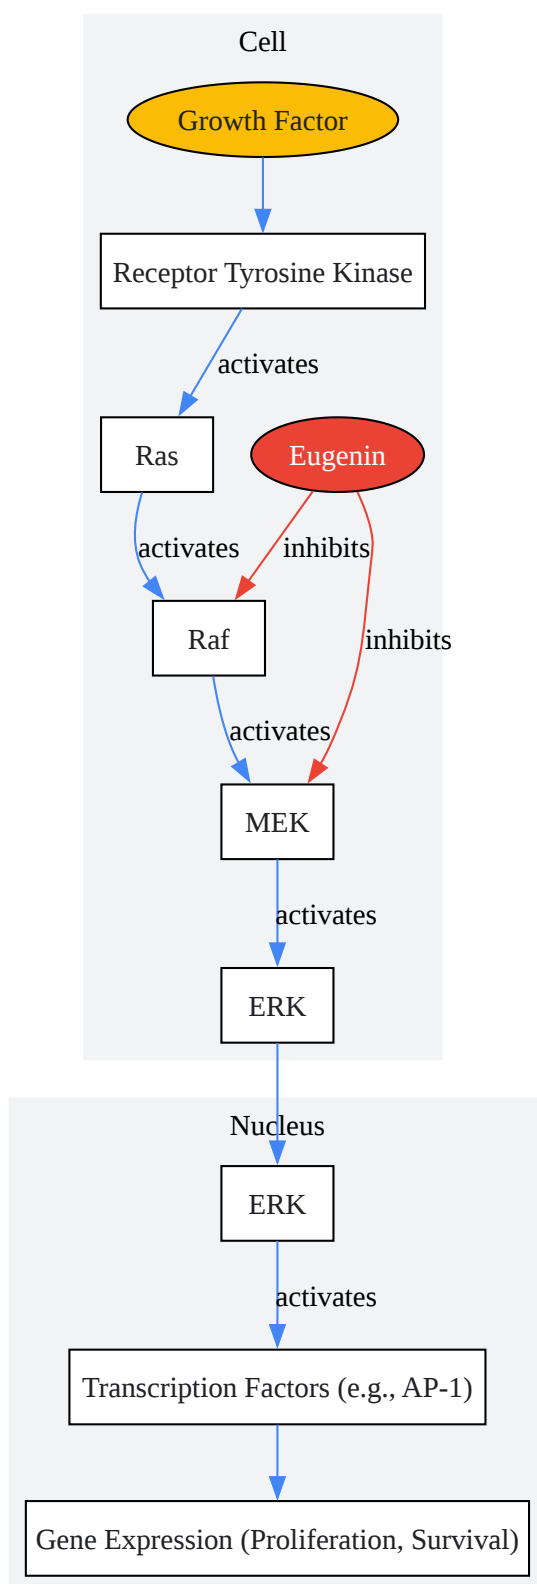 Cell
Growth Factor
Receptor Tyrosine Kinase
activates
Ras
Eugenin
activates
inhibits
Raf
inhibits
activates
MEK
activates
ERK
Nucleus
ERK
activates
Transcription Factors (e.g., AP-1)
Gene Expression (Proliferation, Survival)